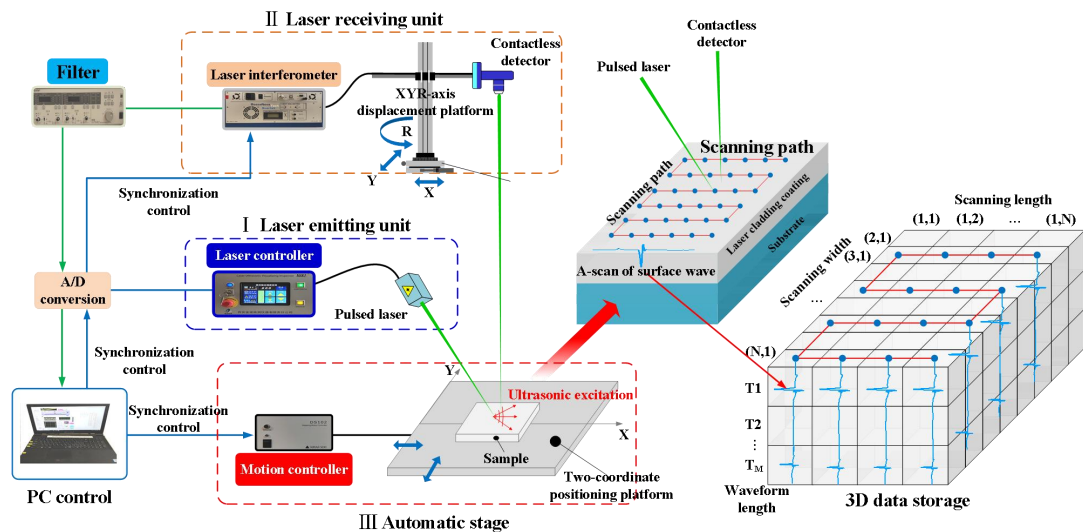 II Laser receiving unit
Filter
Laser interferometer
XYR-axis
displacement platform
R
Y
X
Contactless
detector
Synchronization
control
I Laser emitting unit
Laser controller
Pulsed laser
A/D
conversion
Synchronization
control
Synchronization
control
PC control
Motion controller
Y
X
Ultrasonic excitation
Sample
Two-coordinate
positioning platform
III Automatic stage
Contactless
detector
Pulsed laser
Scanning path
Scanning path
Laser cladding coating
Substrate
A-scan of surface wave
Scanning length
(1,1) (1,2) ... (1,N)
(2,1)
(3,1)
Scanning width
...
(N,1)
T1
T2
...
TM
Waveform
length
3D data storage